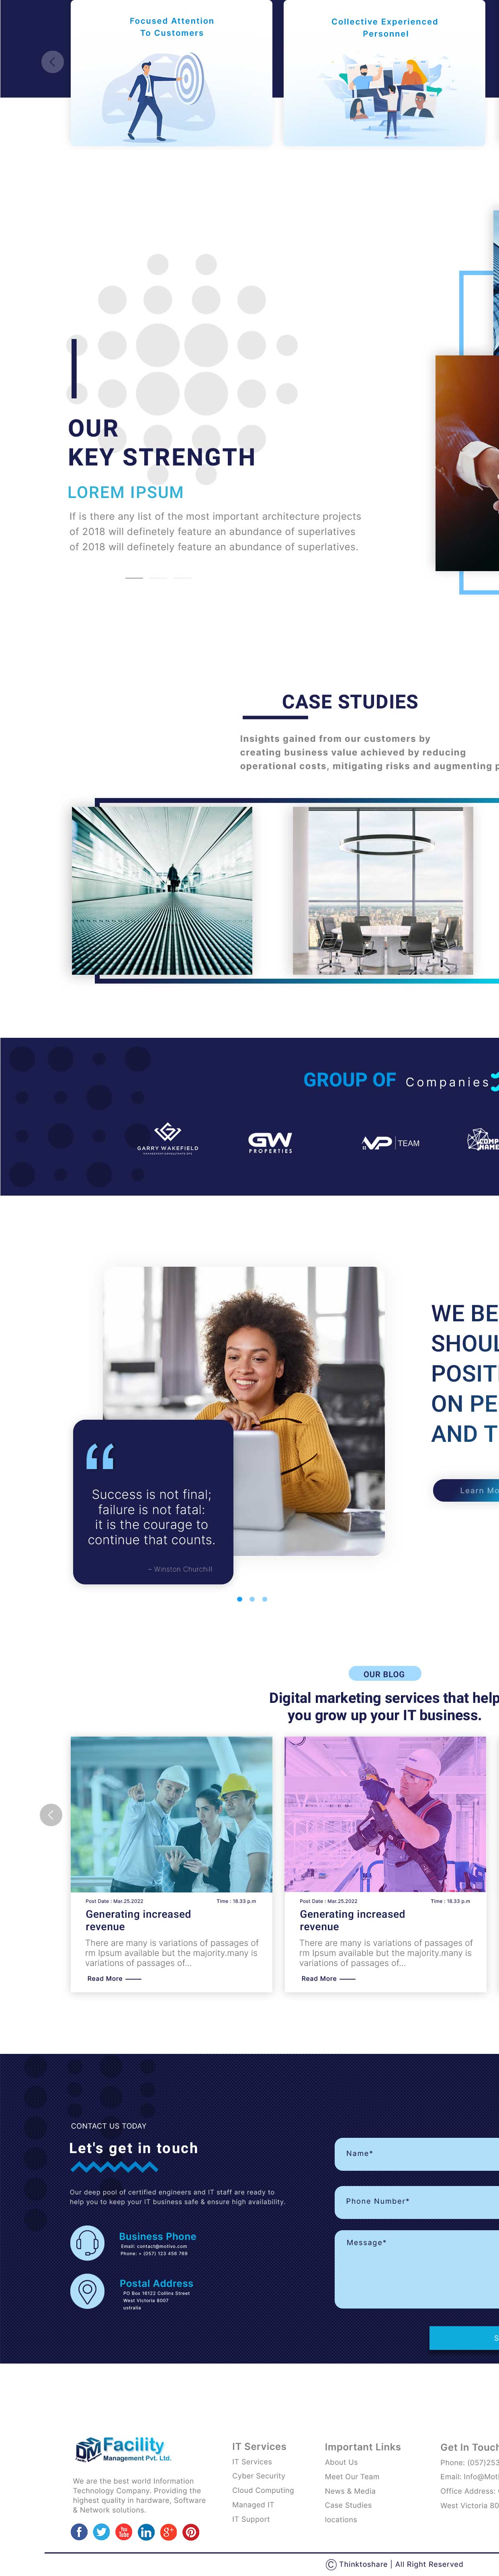 Focused Attention
To Customers
Collective Experienced
Personnel
OUR
KEY STRENGTH
LOREM IPSUM
If is there any list of the most important architecture projects
of 2018 will definetely feature an abundance of superlatives
of 2018 will definetely feature an abundance of superlatives.
CASE STUDIES
Insights gained from our customers by
creating business value achieved by reducing
operational costs, mitigating risks and augmenting p
GROUP OF Companies
GARRY WAKEFIELD
GW
PROPERTIES
VP TEAM
COMP
NAME
WE BE
SHOUL
POSIT
ON PE
AND T
Learn Mo
“
Success is not final;
failure is not fatal:
it is the courage to
continue that counts.
– Winston Churchill
OUR BLOG
Digital marketing services that help
you grow up your IT business.
Post Date : Mar.25.2022
Time : 18.33 p.m
Generating increased
revenue
There are many is variations of passages of
rm Ipsum available but the majority.many is
variations of passages of...
Read More
Post Date : Mar.25.2022
Time : 18.33 p.m
Generating increased
revenue
There are many is variations of passages of
rm Ipsum available but the majority.many is
variations of passages of...
Read More
CONTACT US TODAY
Let's get in touch
Our deep pool of certified engineers and IT staff are ready to
help you to keep your IT business safe & ensure high availability.
Business Phone
Email: contact@motivo.com
Phone: + (057) 123 456 769
Postal Address
PO Box 16122 Collins Street
West Victoria 8007
ustralia
Name*
Phone Number*
Message*
S
DM Facility
Management Pvt. Ltd.
We are the best world Information
Technology Company. Providing the
highest quality in hardware, Software
& Network solutions.
IT Services
IT Services
Cyber Security
Cloud Computing
Managed IT
IT Support
Important Links
About Us
Meet Our Team
News & Media
Case Studies
locations
Get In Touch
Phone: (057)253
Email: Info@Moti
Office Address:
West Victoria 80
© Thinktoshare | All Right Reserved